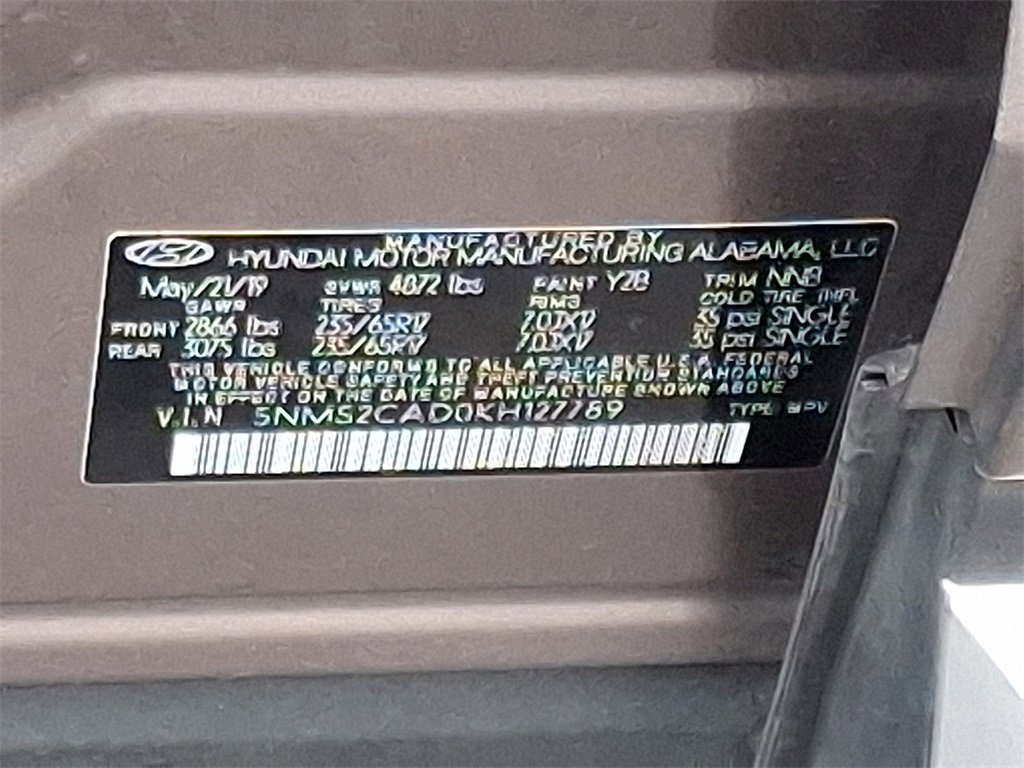 MANUFACTURED BY
HYUNDAI MOTOR MANUFACTURING ALABAMA, LLC
May/21/19 GVWR 4872 lbs PAINT Y2B TRIM NNB
GAWR TIRES RIMS COLD TIRE INFL
FRONT 2866 lbs 235/65R17 7.0JX17 35 psi SINGLE
REAR 3075 lbs 235/65R17 7.0JX17 35 psi SINGLE
THIS VEHICLE CONFORMS TO ALL APPLICABLE U.S.A. FEDERAL
MOTOR VEHICLE SAFETY AND THEFT PREVENTION STANDARDS
IN EFFECT ON THE DATE OF MANUFACTURE SHOWN ABOVE
V.I.N 5NMS2CAD0KH127789 TYPE MPV